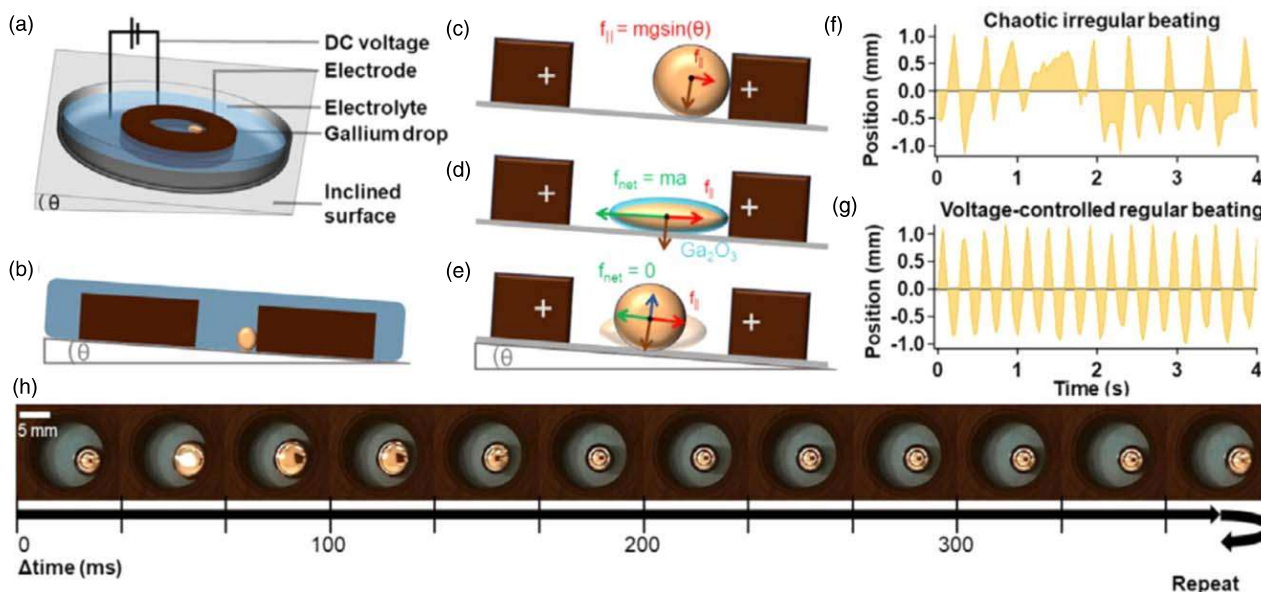 (a)
DC voltage
Electrode
Electrolyte
Gallium drop
Inclined
surface
(θ
(b)
(θ
(c)
f|| = mgsin(θ)
f||
+
+
(d)
fnet = ma
f||
+
+
Ga2O3
(e)
fnet = 0
f||
+
+
(θ
(f)
Chaotic irregular beating
Position (mm)
1.0
0.5
0.0
-0.5
-1.0
0 1 2 3 4
(g)
Voltage-controlled regular beating
Position (mm)
1.0
0.5
0.0
-0.5
-1.0
0 1 2 3 4
Time (s)
(h)
5 mm
0 100 200 300
Δtime (ms)
Repeat